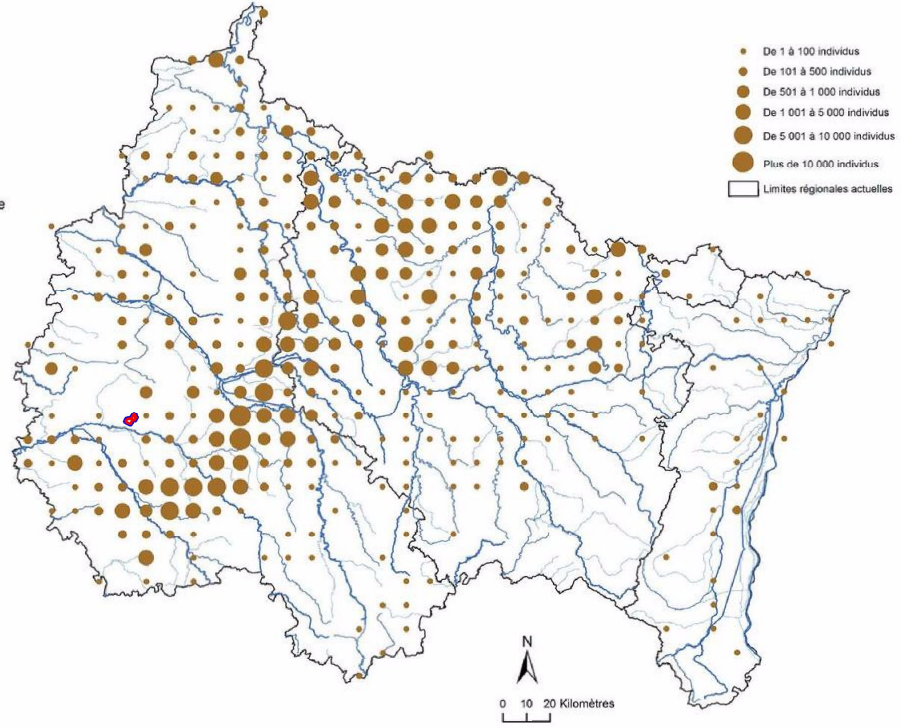 De 1 à 100 individus
De 101 à 500 individus
De 501 à 1 000 individus
De 1 001 à 5 000 individus
De 5 001 à 10 000 individus
Plus de 10 000 individus
Limites régionales actuelles
e
N
0 10 20 Kilomètres